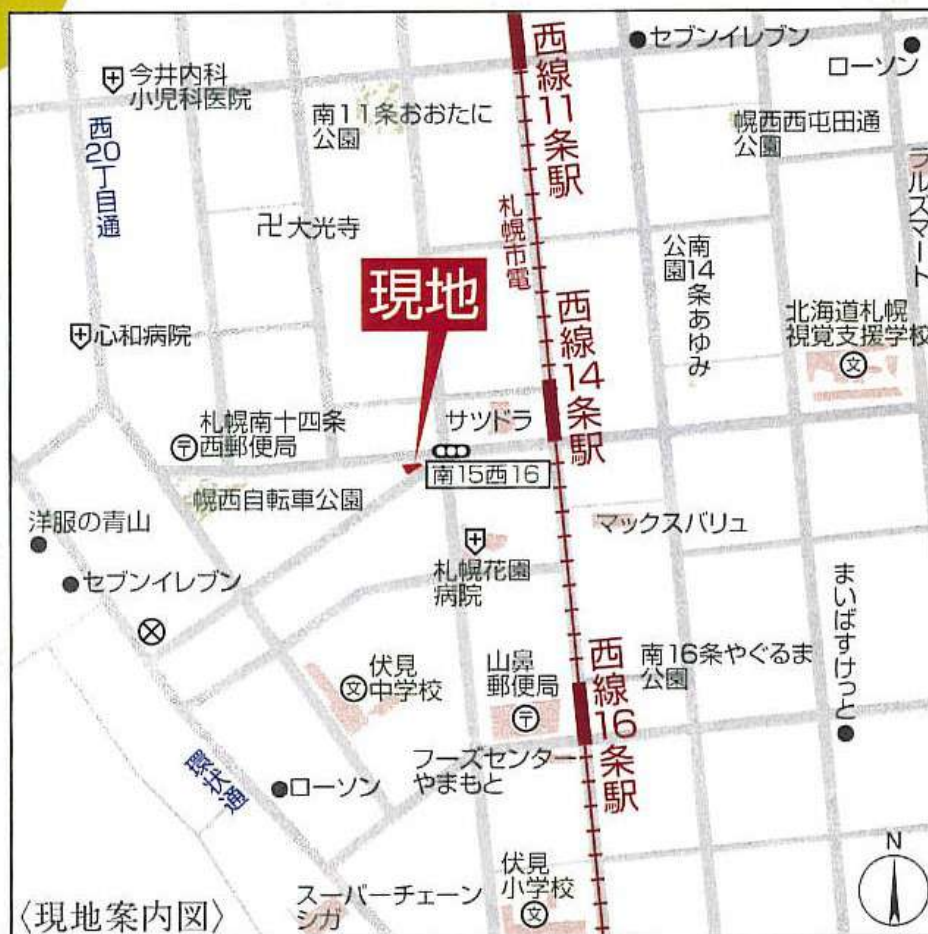 セブンイレブン
ローソン
今井内科
小児科医院
南11条おおたに
公園
西線11条駅
幌西西屯田通
公園
西20丁目通
卍大光寺
札幌市電
ラルズマート
南14条あゆみ
公園
現地
心和病院
西線14条駅
北海道札幌
視覚支援学校
文
札幌南十四条
西郵便局
〒
サツドラ
南15西16
幌西自転車公園
洋服の青山
マックスバリュ
セブンイレブン
札幌花園
病院
まいばすけっと
伏見
中学校
文
山鼻
郵便局
〒
西線16条駅
南16条やぐるま
公園
環状通
ローソン
フーズセンター
やまもと
伏見
小学校
文
スーパーチェーン
シガ
N
〈現地案内図〉